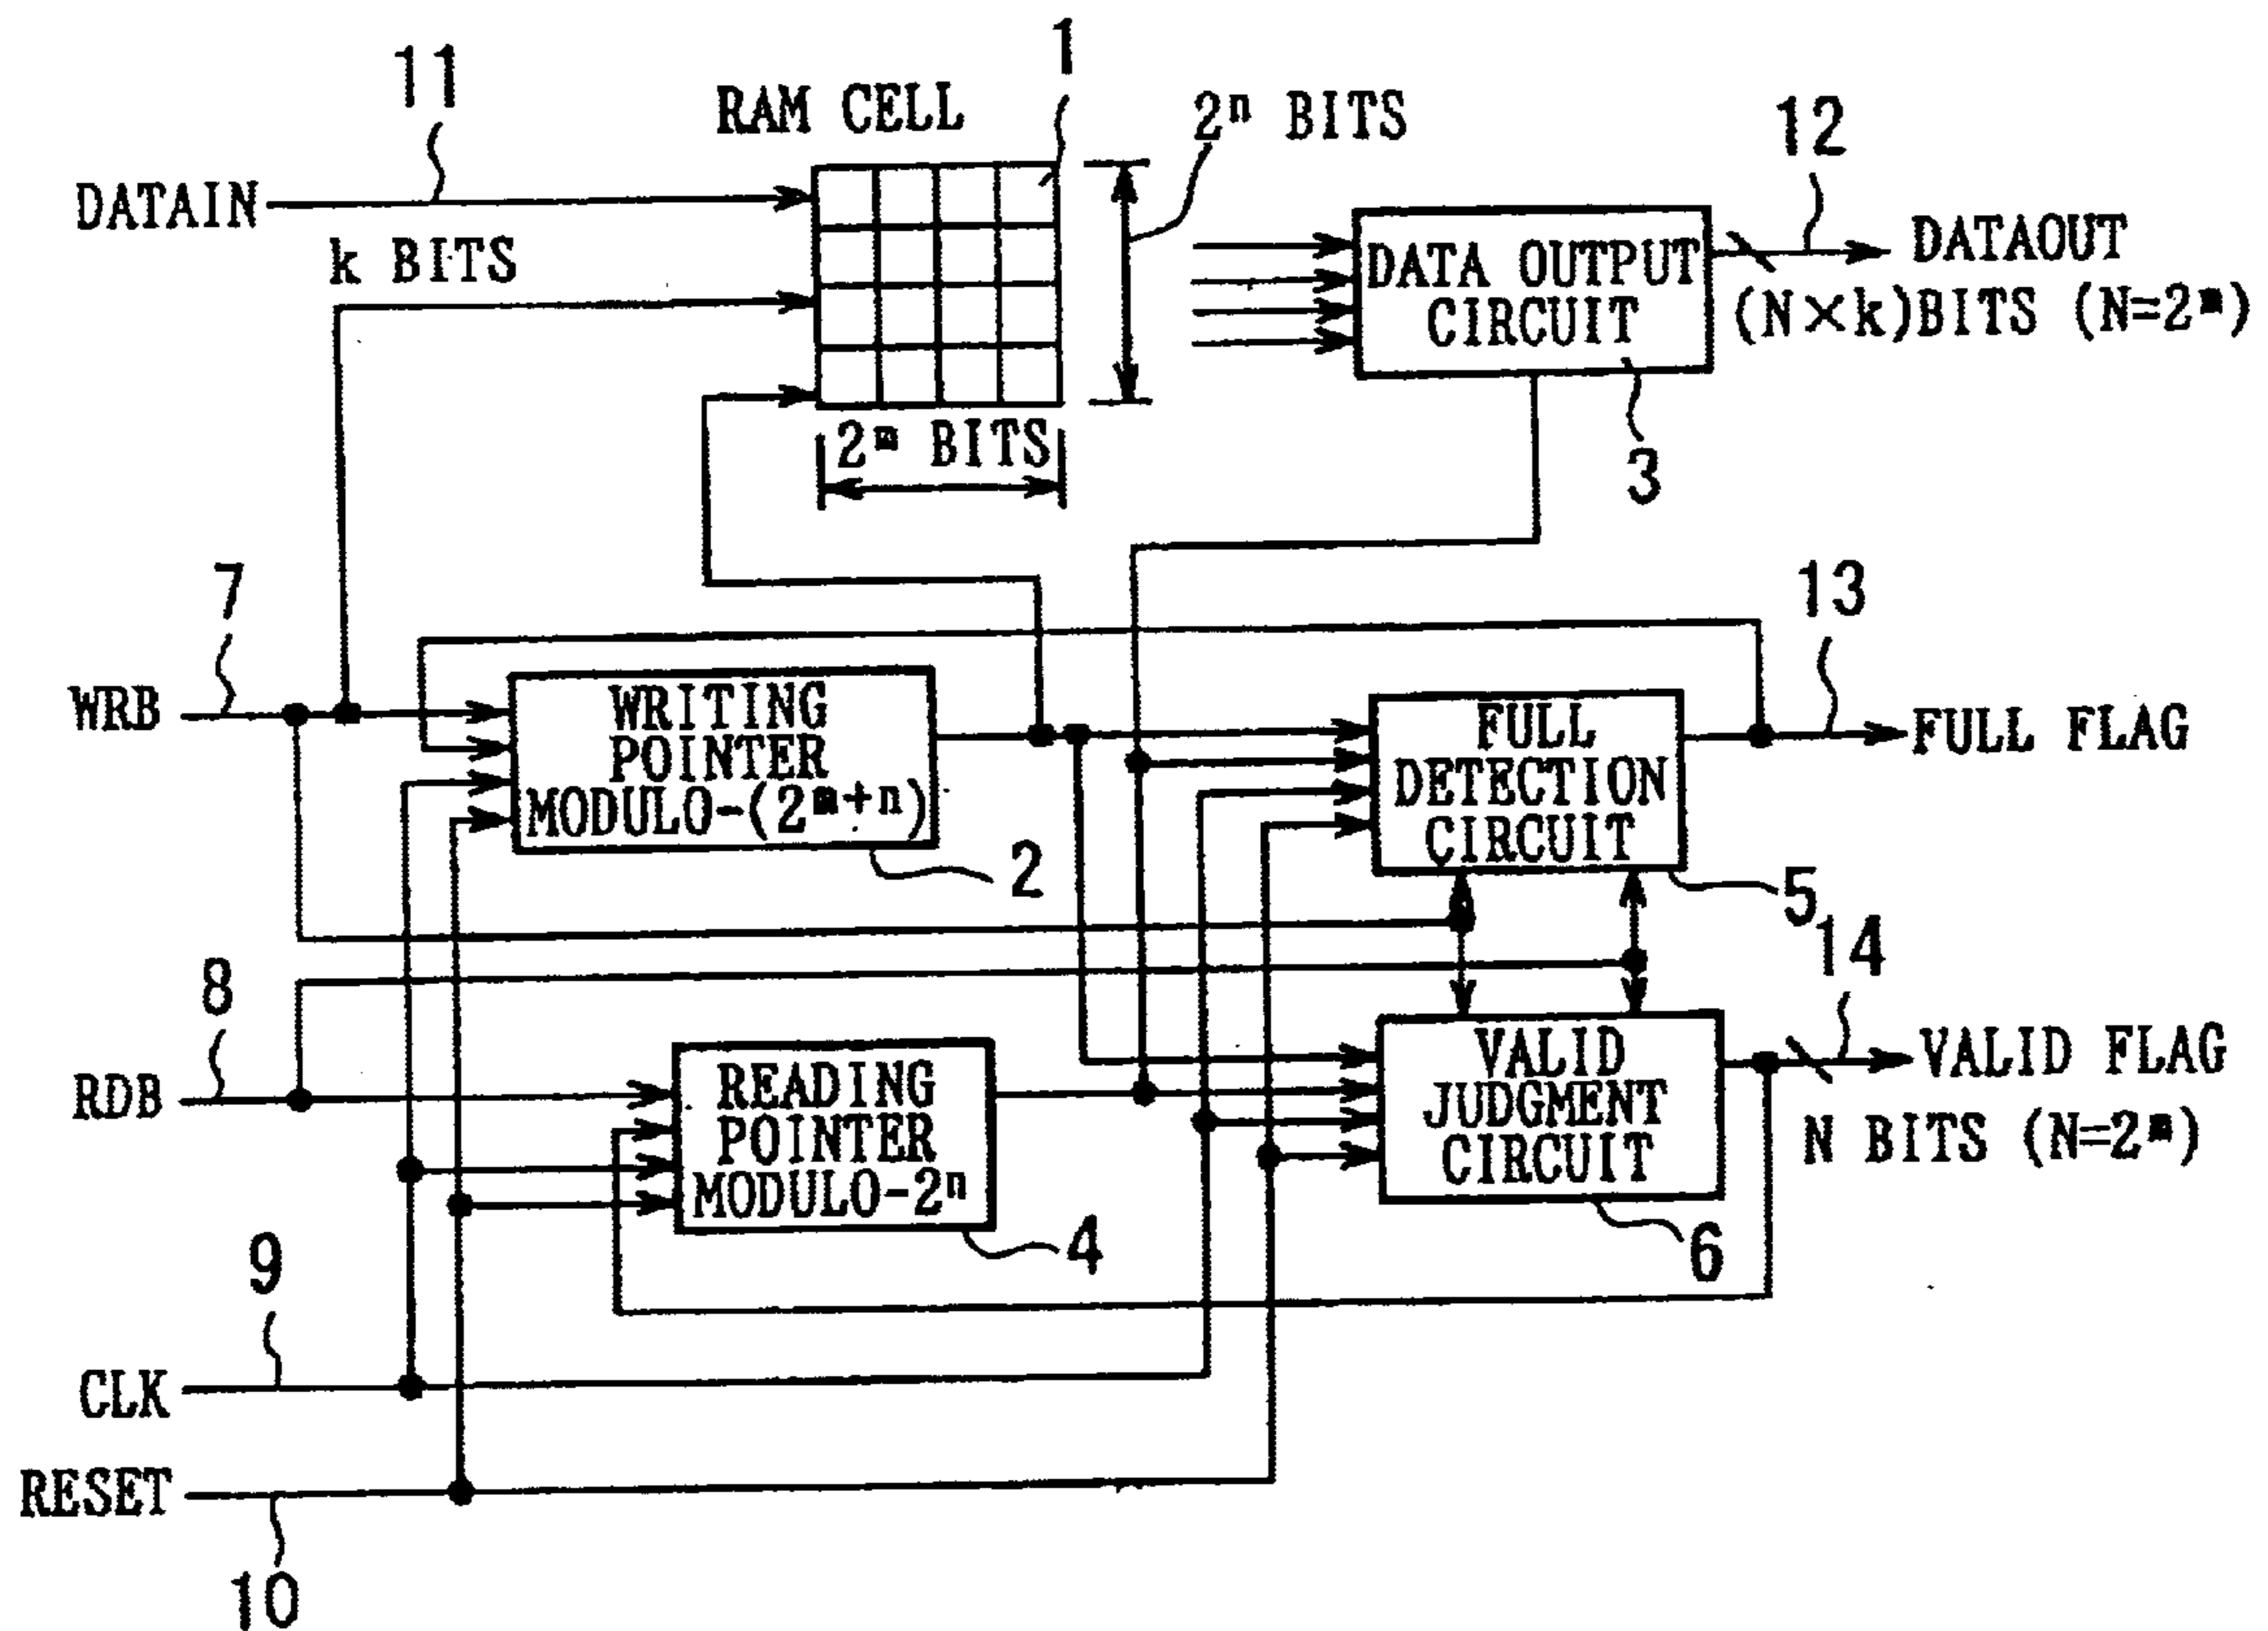 1
11
RAM CELL
2ⁿ BITS
12
DATAIN
k BITS
DATA OUTPUT
CIRCUIT
DATAOUT
(N×k)BITS (N=2ᵐ)
2ᵐ BITS
3
7
13
WRB
WRITING
POINTER
MODULO-(2ᵐ⁺ⁿ)
2
FULL
DETECTION
CIRCUIT
5
FULL FLAG
8
14
RDB
READING
POINTER
MODULO-2ⁿ
4
VALID
JUDGMENT
CIRCUIT
6
VALID FLAG
N BITS (N=2ᵐ)
9
CLK
RESET
10